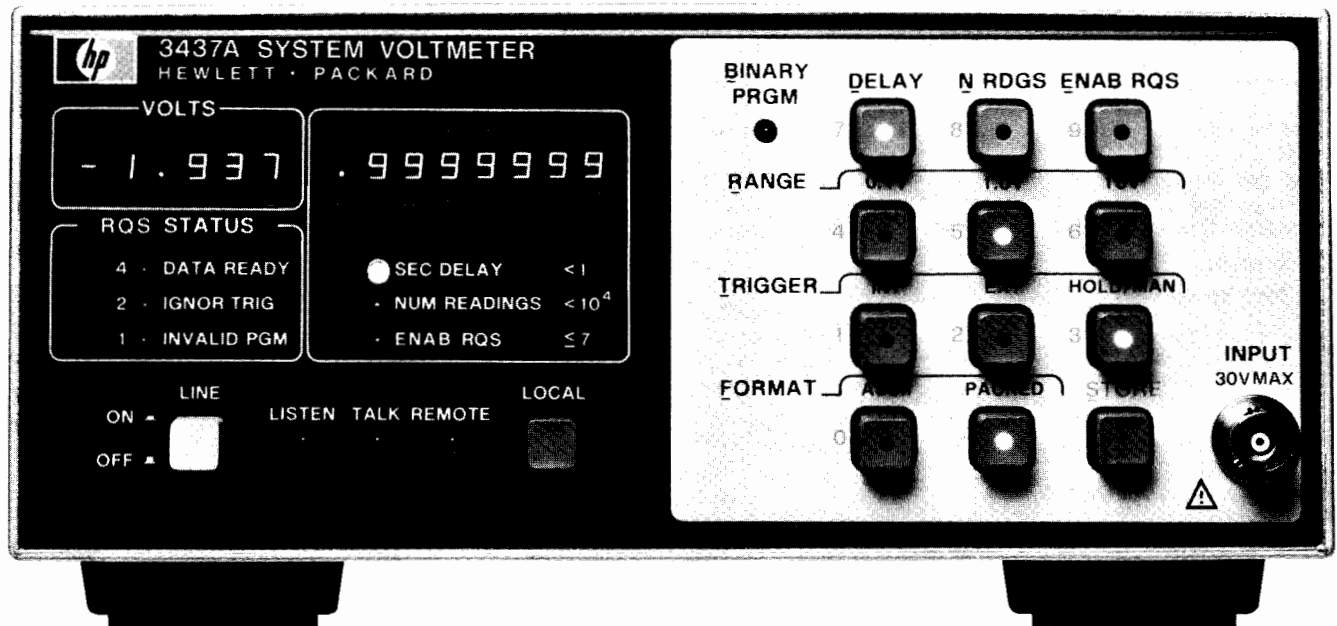 hp
3437A SYSTEM VOLTMETER
HEWLETT · PACKARD
VOLTS
-1.937
.9999999
RQS STATUS
4 · DATA READY
2 · IGNOR TRIG
1 · INVALID PGM
SEC DELAY <1
· NUM READINGS <10⁴
· ENAB RQS ≤7
LINE
ON
OFF
LISTEN TALK REMOTE
LOCAL
BINARY
PRGM
DELAY
N RDGS
ENAB RQS
7 8 9
RANGE
4 5 6
TRIGGER
HOLD/MAN
1 2 3
FORMAT
PACKED
STORE
0
INPUT
30VMAX